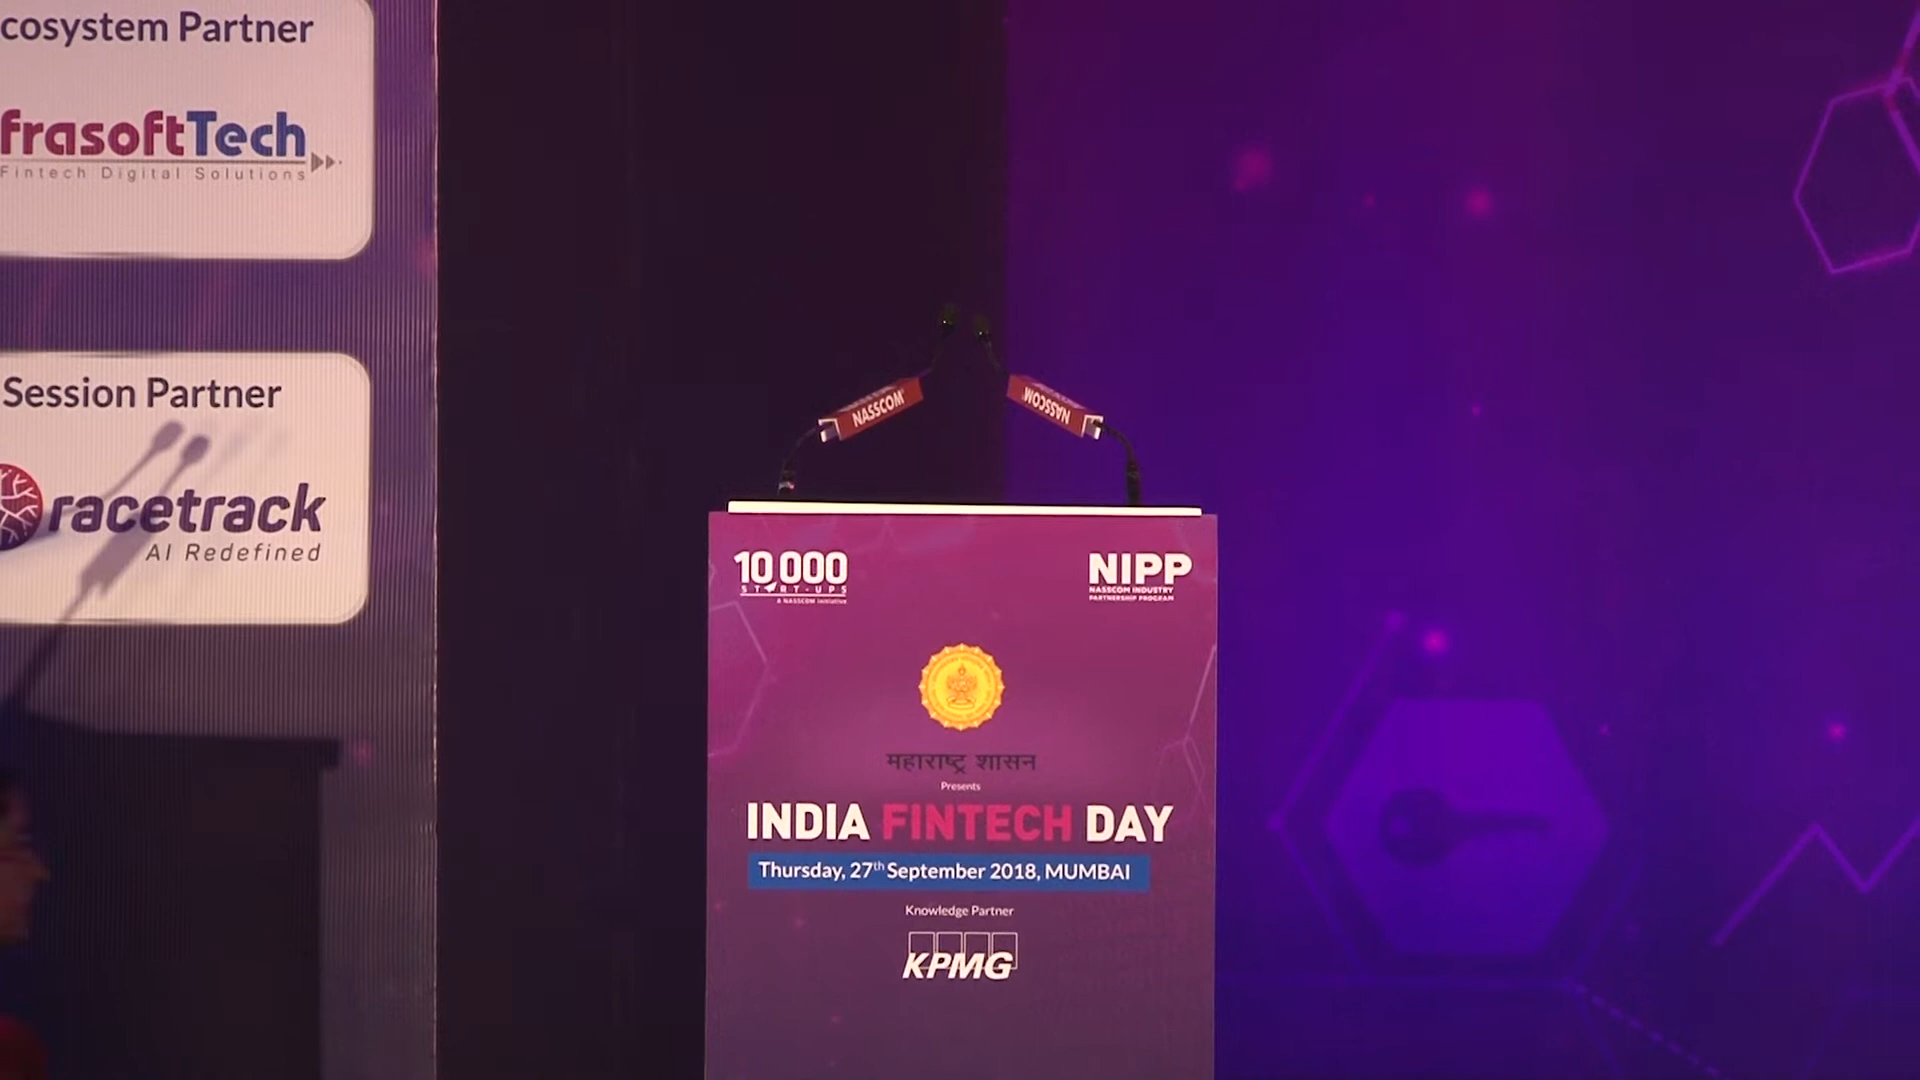 cosystem Partner
frasoftTech
Fintech Digital Solutions
Session Partner
racetrack
AI Redefined
NASSCOM
NASSCOM
10,000
START-UPS
A NASSCOM Initiative
NIPP
NASSCOM INDUSTRY
PARTNERSHIP PROGRAM
महाराष्ट्र शासन
Presents
INDIA FINTECH DAY
Thursday, 27th September 2018, MUMBAI
Knowledge Partner
KPMG